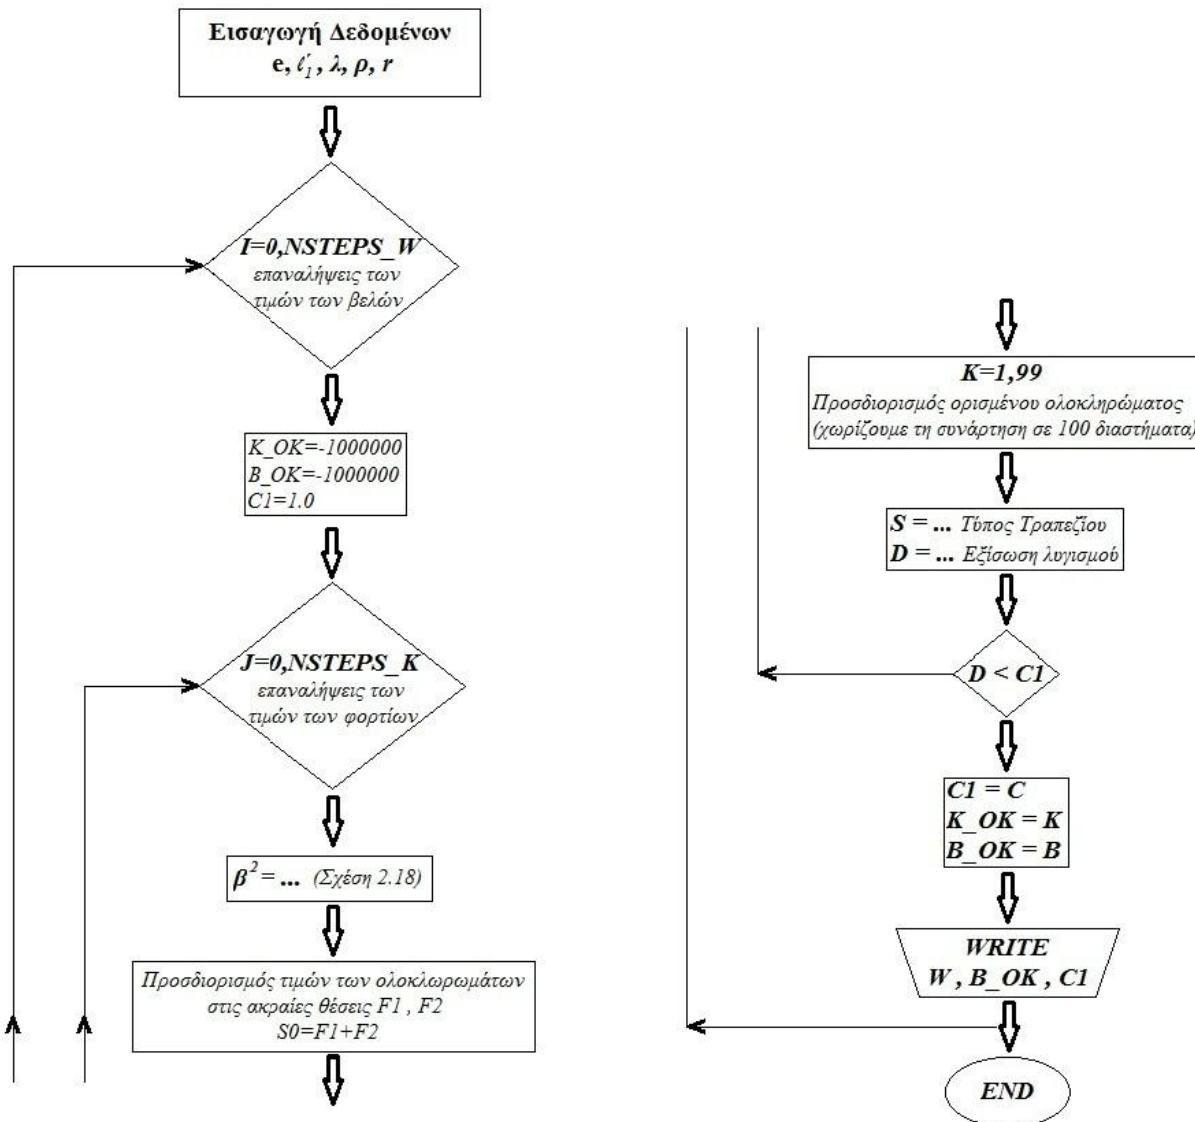 Εισαγωγή Δεδομένων
e, ℓ'₁, λ, ρ, r
I=0,NSTEPS_W
επαναλήψεις των
τιμών των βελών
K_OK=-1000000
B_OK=-1000000
C1=1.0
J=0,NSTEPS_K
επαναλήψεις των
τιμών των φορτίων
β² = ... (Σχέση 2.18)
Προσδιορισμός τιμών των ολοκλωρωμάτων
στις ακραίες θέσεις F1 , F2
S0=F1+F2
K=1,99
Προσδιορισμός ορισμένου ολοκληρώματος
(χωρίζουμε τη συνάρτηση σε 100 διαστήματα)
S = ... Τύπος Τραπεζίου
D = ... Εξίσωση λυγισμού
D < C1
C1 = C
K_OK = K
B_OK = B
WRITE
W , B_OK , C1
END